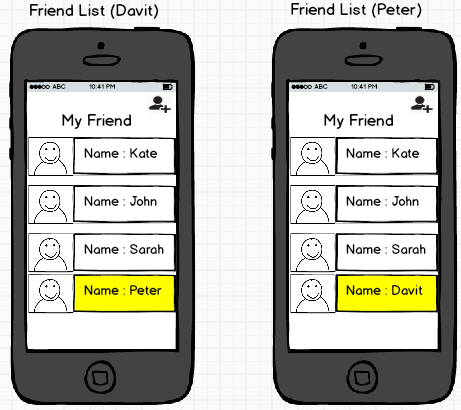 Friend List (Davit)
ABC 10:41 PM
My Friend
Name : Kate
Name : John
Name : Sarah
Name : Peter
Friend List (Peter)
ABC 10:41 PM
My Friend
Name : Kate
Name : John
Name : Sarah
Name : Davit